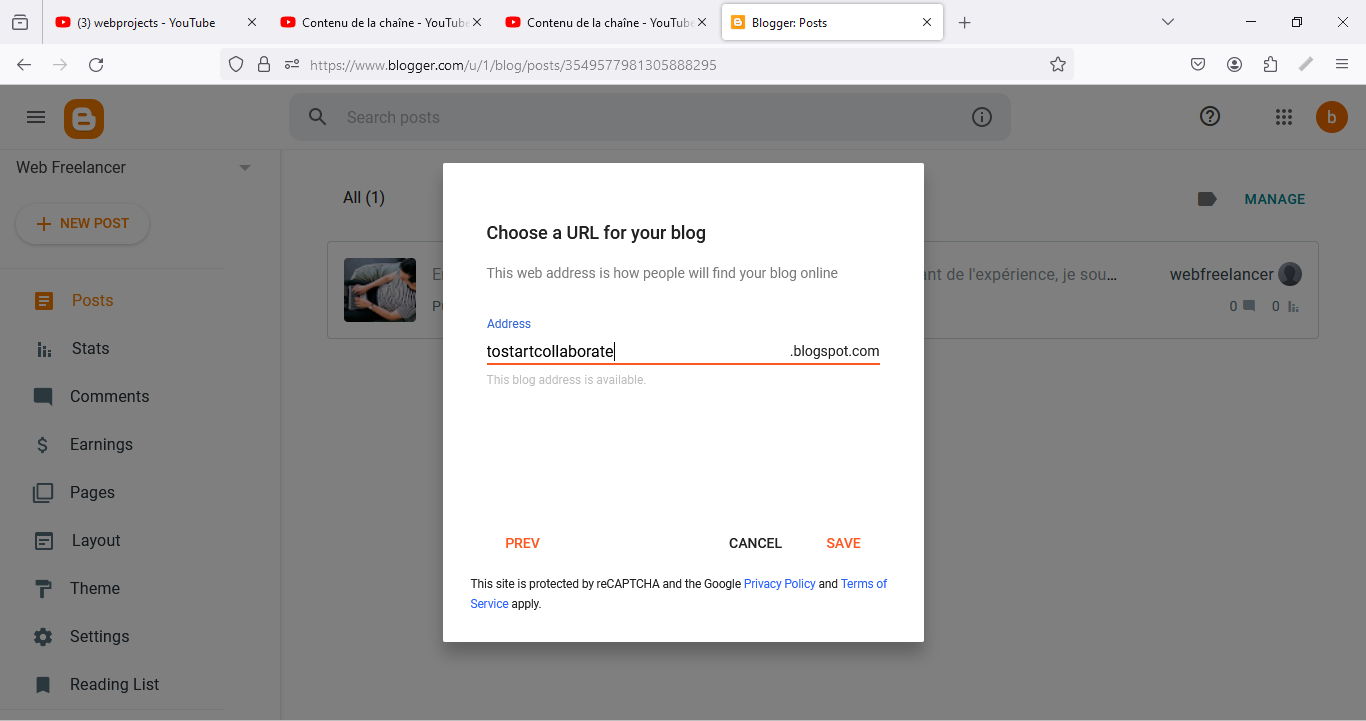 (3) webprojects - YouTube
Contenu de la chaîne - YouTube
Contenu de la chaîne - YouTube
Blogger: Posts
https://www.blogger.com/u/1/blog/posts/3549577981305888295
Search posts
b
Web Freelancer
All (1)
MANAGE
NEW POST
Choose a URL for your blog
This web address is how people will find your blog online
ant de l'expérience, je sou…
webfreelancer
0
0
Posts
Address
Stats
tostartcollaborate
.blogspot.com
This blog address is available.
Comments
Earnings
Pages
Layout
PREV
CANCEL
SAVE
This site is protected by reCAPTCHA and the Google Privacy Policy and Terms of
Service apply.
Theme
Settings
Reading List